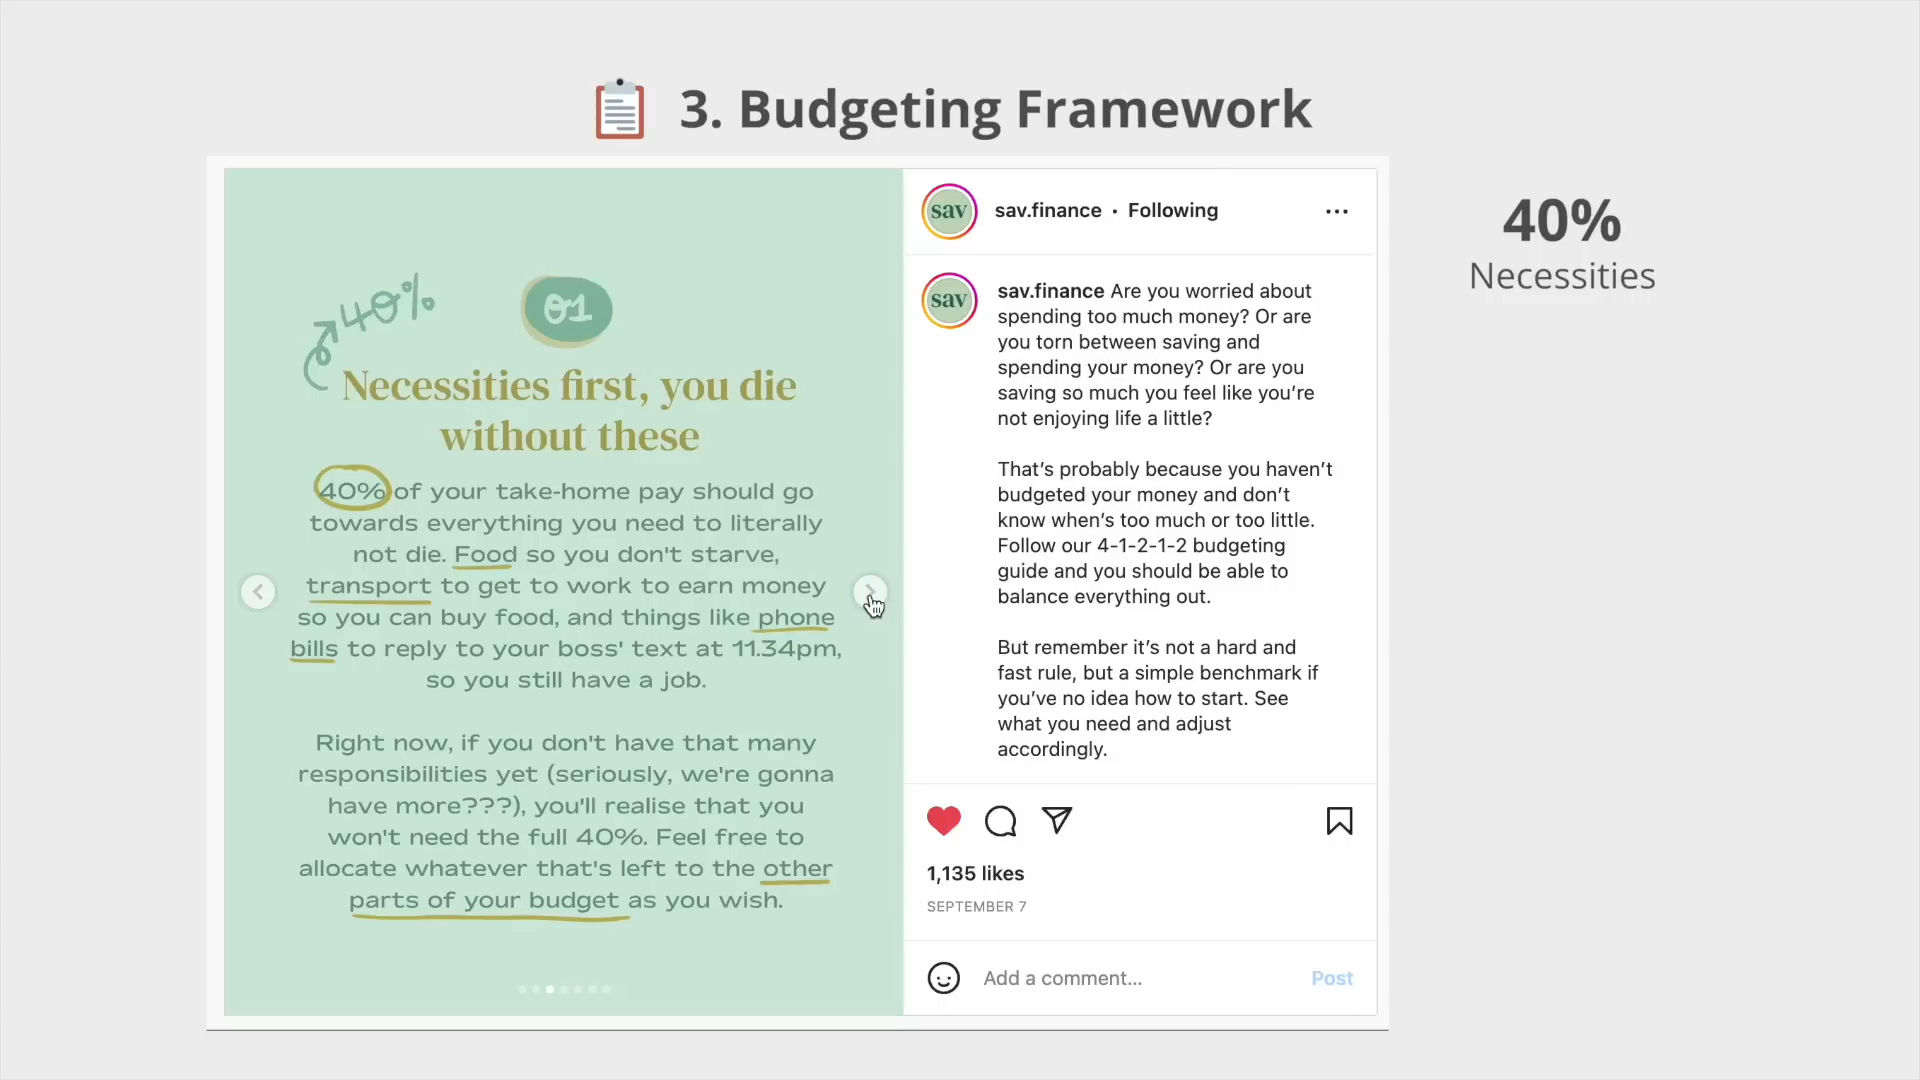 3. Budgeting Framework
40%
01
Necessities first, you die
without these
40% of your take-home pay should go
towards everything you need to literally
not die. Food so you don't starve,
transport to get to work to earn money
so you can buy food, and things like phone
bills to reply to your boss' text at 11.34pm,
so you still have a job.
Right now, if you don't have that many
responsibilities yet (seriously, we're gonna
have more???), you'll realise that you
won't need the full 40%. Feel free to
allocate whatever that's left to the other
parts of your budget as you wish.
sav
sav.finance • Following
sav
sav.finance Are you worried about
spending too much money? Or are
you torn between saving and
spending your money? Or are you
saving so much you feel like you’re
not enjoying life a little?
That’s probably because you haven’t
budgeted your money and don’t
know when’s too much or too little.
Follow our 4-1-2-1-2 budgeting
guide and you should be able to
balance everything out.
But remember it’s not a hard and
fast rule, but a simple benchmark if
you’ve no idea how to start. See
what you need and adjust
accordingly.
1,135 likes
SEPTEMBER 7
Add a comment...
Post
40%
Necessities